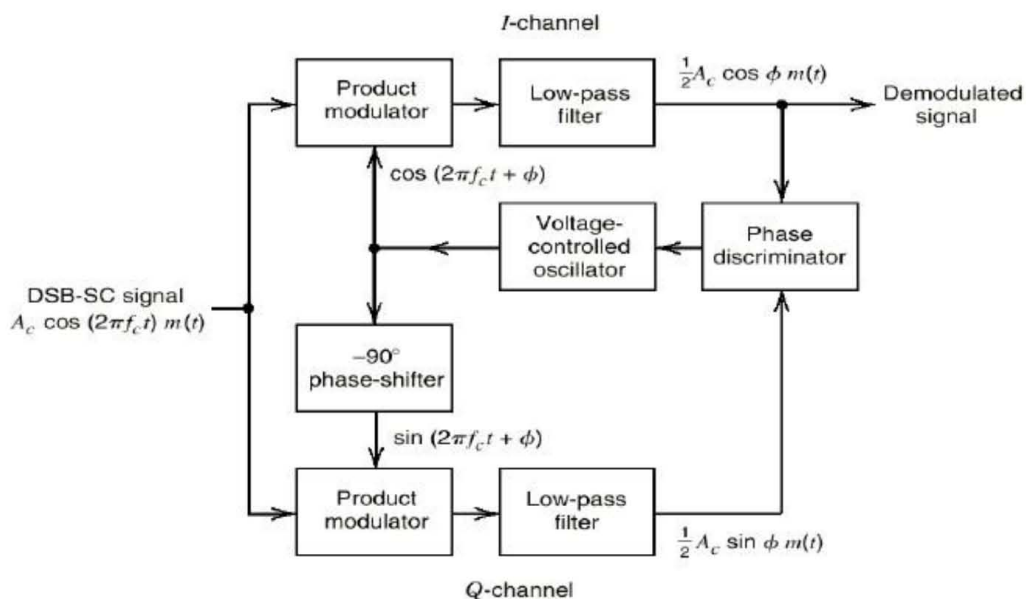 I-channel
Product
modulator
Low-pass
filter
½A_c cos ϕ m(t)
Demodulated
signal
cos (2πf_c t + ϕ)
Voltage-
controlled
oscillator
Phase
discriminator
DSB-SC signal
A_c cos (2πf_c t) m(t)
−90°
phase-shifter
sin (2πf_c t + ϕ)
Product
modulator
Low-pass
filter
½A_c sin ϕ m(t)
Q-channel